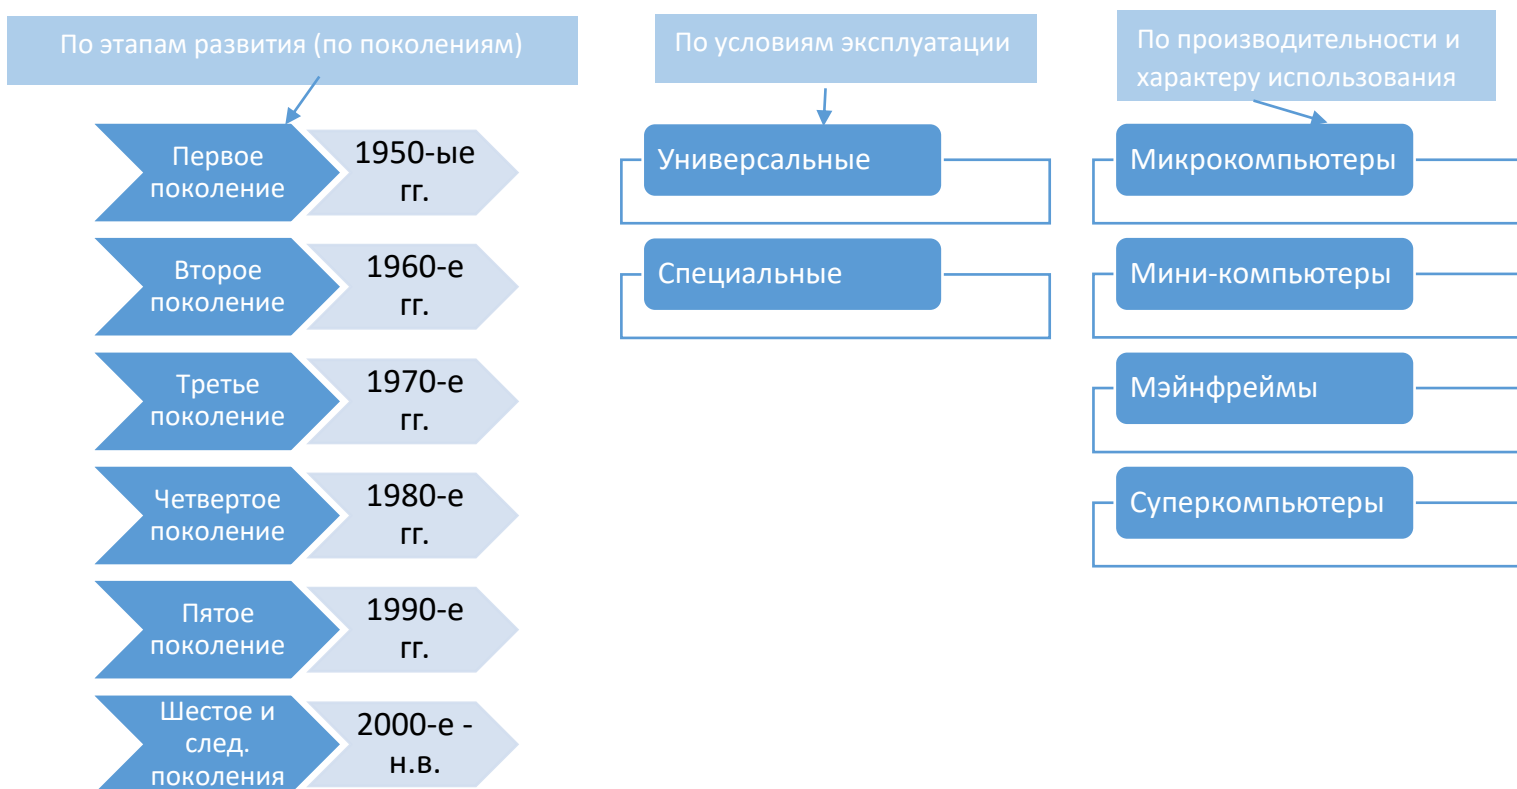 По этапам развития (по поколениям)
Первое
поколение
1950-ые
гг.
Второе
поколение
1960-е
гг.
Третье
поколение
1970-е
гг.
Четвертое
поколение
1980-е
гг.
Пятое
поколение
1990-е
гг.
Шестое и
след.
поколения
2000-е -
н.в.
По условиям эксплуатации
Универсальные
Специальные
По производительности и
характеру использования
Микрокомпьютеры
Мини-компьютеры
Мэйнфреймы
Суперкомпьютеры